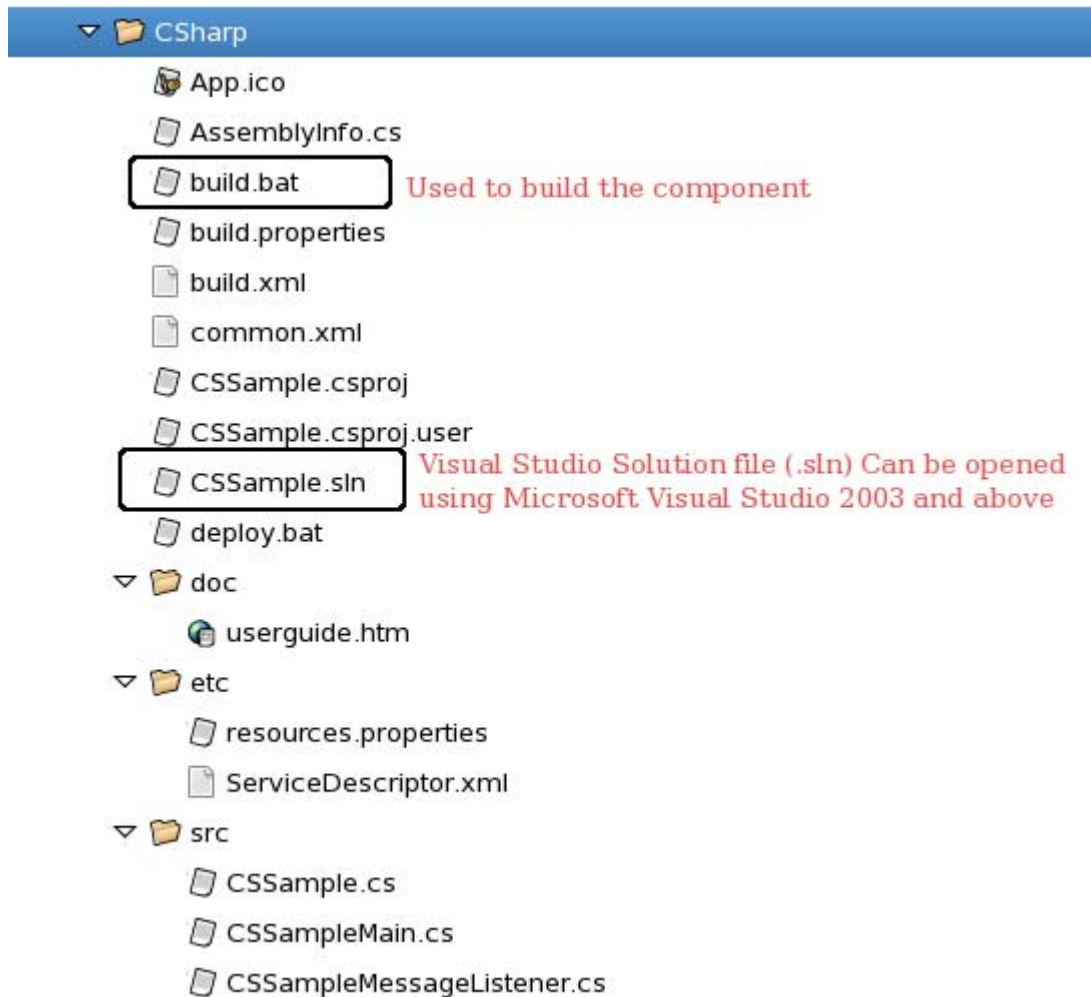 CSharp
App.ico
AssemblyInfo.cs
build.bat
Used to build the component
build.properties
build.xml
common.xml
CSSample.csproj
CSSample.csproj.user
CSSample.sln
Visual Studio Solution file (.sln) Can be opened
using Microsoft Visual Studio 2003 and above
deploy.bat
doc
userguide.htm
etc
resources.properties
ServiceDescriptor.xml
src
CSSample.cs
CSSampleMain.cs
CSSampleMessageListener.cs